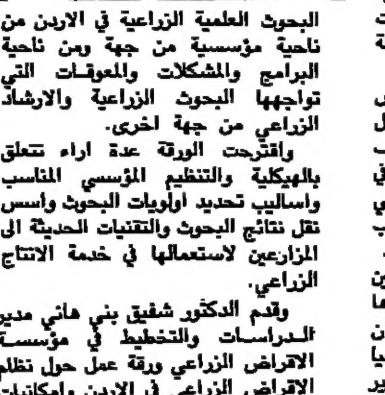 البحوث العلمية الزراعية في الاردن من
ناحية مؤسسية من جهة ومن ناحية
البرامج والمشكلات والمعوقات التي
تواجهها البحوث الزراعية والارشاد
الزراعي من جهة اخرى.
واقترحت الورقة عدة اراء تتعلق
بالهيكلية والتنظيم المؤسسي المناسب
واساليب تحديد اولويات البحوث واسس
نقل نتائج البحوث والتقنيات الحديثة الى
المزارعين لاستعمالها في خدمة الانتاج
الزراعي.
وقدم الدكتور شفيق بني هاني مدير
الدراسات والتخطيط في مؤسسة
الاقراض الزراعي ورقة عمل حول نظام
الاقراض الزراعي في الاردن وامكانيات